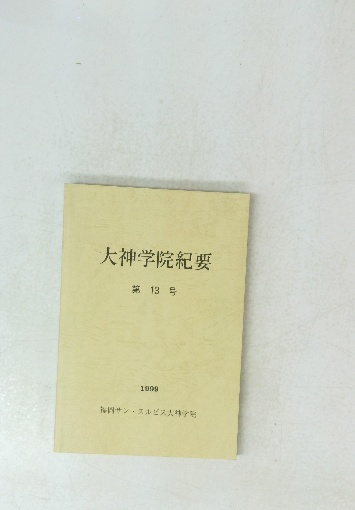 大神学院紀要
第 13 号
1999
福岡サン・スルピス大神学院